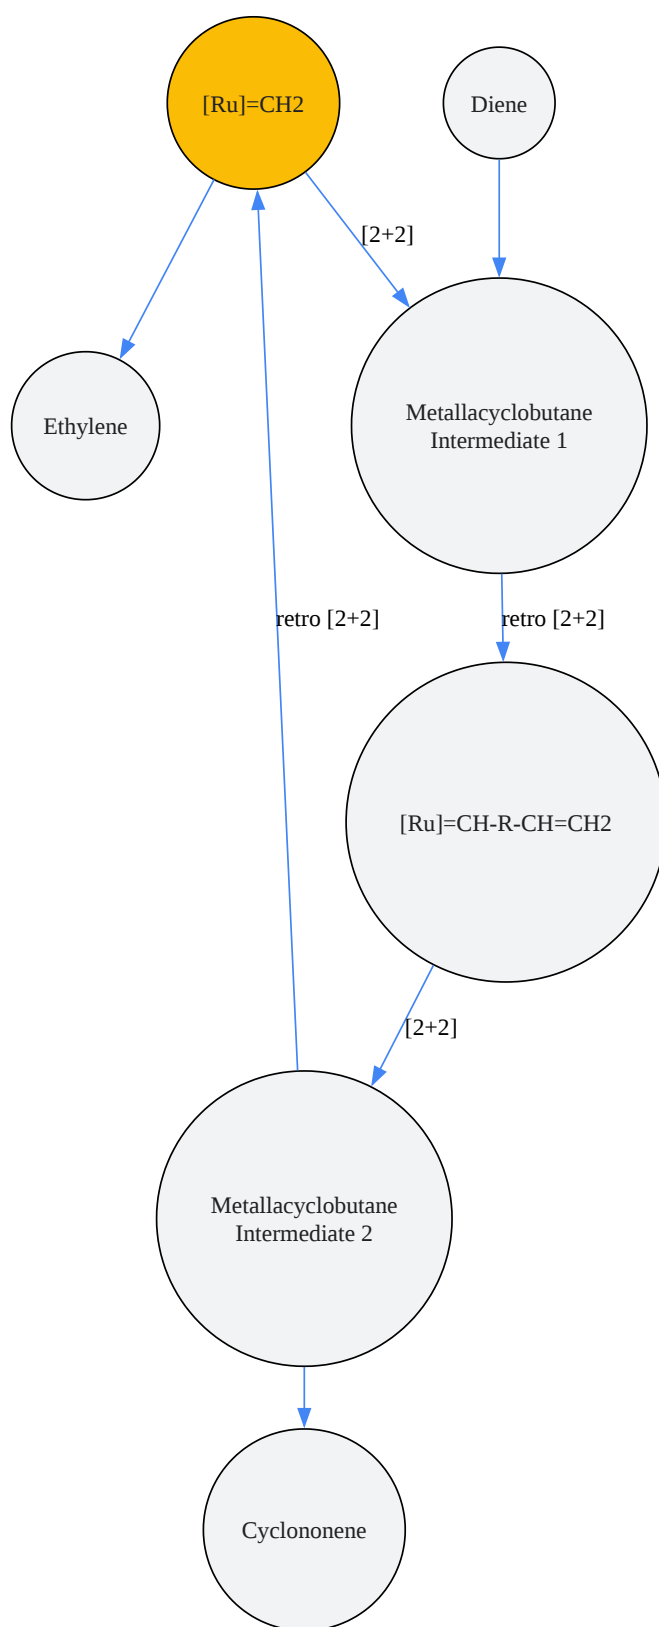 [Ru]=CH2
Diene
[2+2]
Ethylene
Metallacyclobutane
Intermediate 1
retro [2+2]
retro [2+2]
[Ru]=CH-R-CH=CH2
[2+2]
Metallacyclobutane
Intermediate 2
Cyclononene